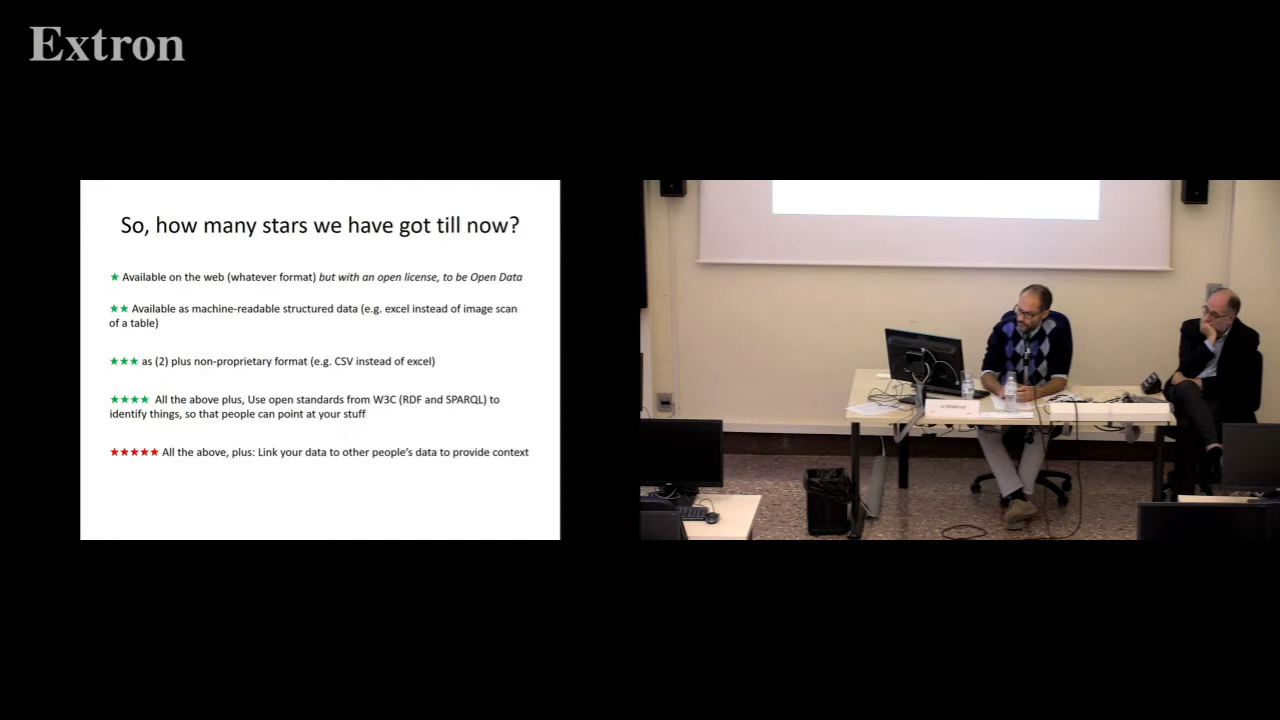 Extron
So, how many stars we have got till now?
★ Available on the web (whatever format) but with an open license, to be Open Data
★★ Available as machine-readable structured data (e.g. excel instead of image scan
of a table)
★★★ as (2) plus non-proprietary format (e.g. CSV instead of excel)
★★★★ All the above plus, Use open standards from W3C (RDF and SPARQL) to
identify things, so that people can point at your stuff
★★★★★ All the above, plus: Link your data to other people's data to provide context